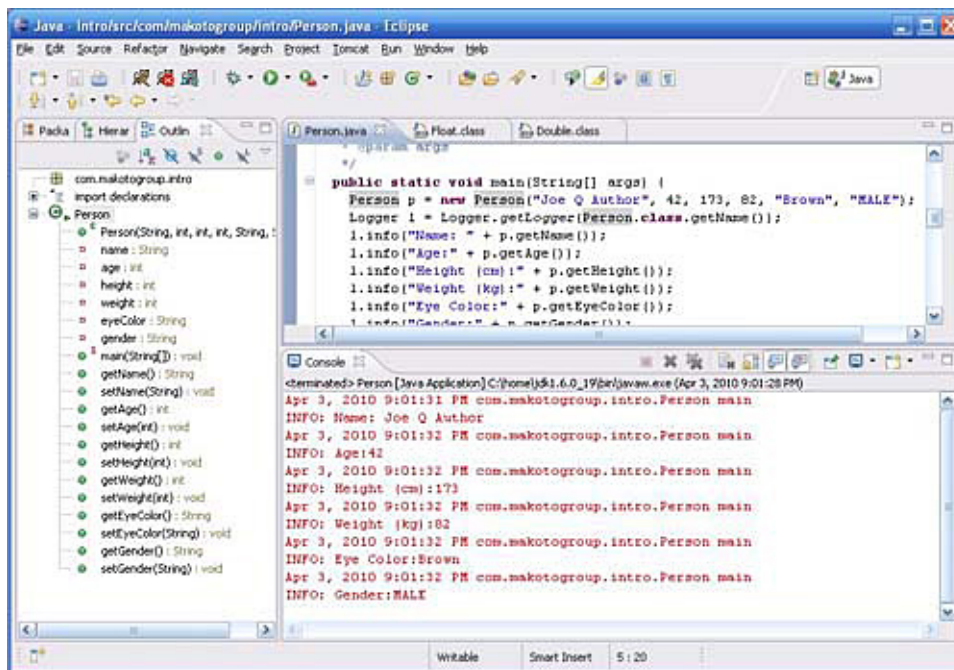 Java - Intro/src/com/makotogroup/intro/Person.java - Eclipse
File Edit Source Refactor Navigate Search Project Tomcat Run Window Help
Java
Packa Hierar Outlin
com.makotogroup.intro
import declarations
Person
Person(String, int, int, int, String, S
name : String
age : int
height : int
weight : int
eyeColor : String
gender : String
main(String[]) : void
getName() : String
setName(String) : void
getAge() : int
setAge(int) : void
getHeight() : int
setHeight(int) : void
getWeight() : int
setWeight(int) : void
getEyeColor() : String
setEyeColor(String) : void
getGender() : String
setGender(String) : void
Person.java Float.class Double.class
* @param args
*/
public static void main(String[] args) {
Person p = new Person("Joe Q Author", 42, 173, 82, "Brown", "MALE");
Logger l = Logger.getLogger(Person.class.getName());
l.info("Name: " + p.getName());
l.info("Age:" + p.getAge());
l.info("Height (cm):" + p.getHeight());
l.info("Weight (kg):" + p.getWeight());
l.info("Eye Color:" + p.getEyeColor());
l.info("Gender:" + p.getGender());
Console
<terminated> Person [Java Application] C:\home\jdk1.6.0_19\bin\javaw.exe (Apr 3, 2010 9:01:28 PM)
Apr 3, 2010 9:01:31 PM com.makotogroup.intro.Person main
INFO: Name: Joe Q Author
Apr 3, 2010 9:01:32 PM com.makotogroup.intro.Person main
INFO: Age:42
Apr 3, 2010 9:01:32 PM com.makotogroup.intro.Person main
INFO: Height (cm):173
Apr 3, 2010 9:01:32 PM com.makotogroup.intro.Person main
INFO: Weight (kg):82
Apr 3, 2010 9:01:32 PM com.makotogroup.intro.Person main
INFO: Eye Color:Brown
Apr 3, 2010 9:01:32 PM com.makotogroup.intro.Person main
INFO: Gender:MALE
Writable Smart Insert 5 : 20